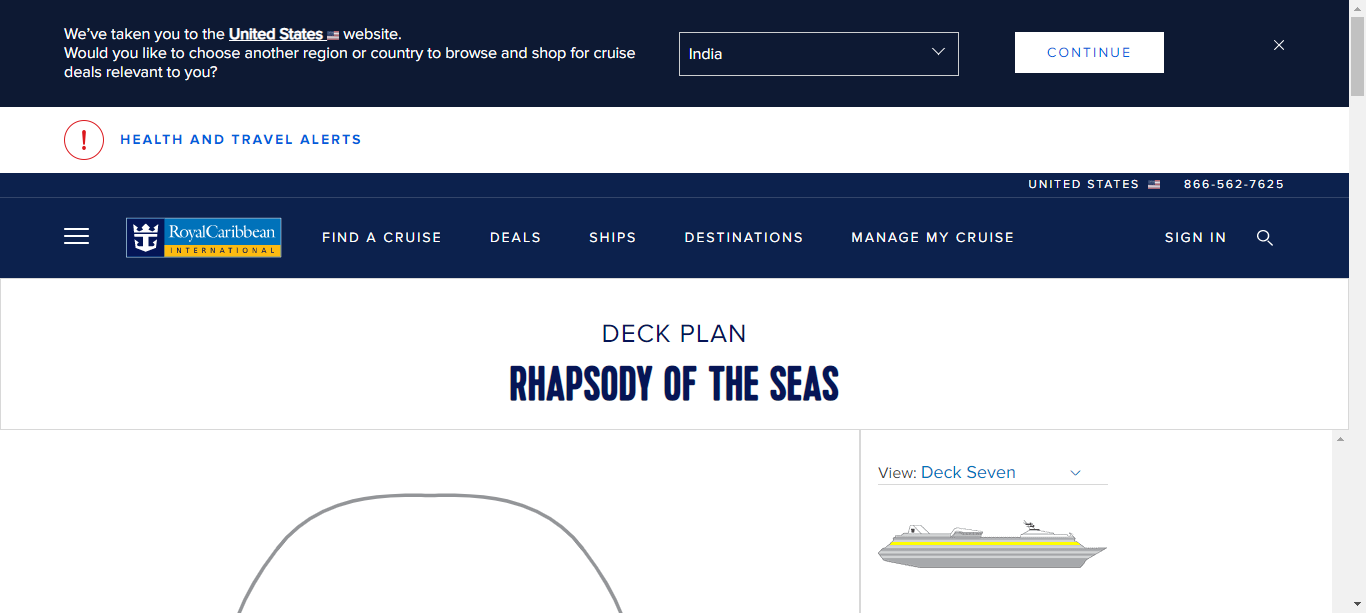 We've taken you to the United States website.
Would you like to choose another region or country to browse and shop for cruise
deals relevant to you?
India
CONTINUE
!
HEALTH AND TRAVEL ALERTS
UNITED STATES
866-562-7625
RoyalCaribbean
INTERNATIONAL
FIND A CRUISE
DEALS
SHIPS
DESTINATIONS
MANAGE MY CRUISE
SIGN IN
DECK PLAN
RHAPSODY OF THE SEAS
View: Deck Seven